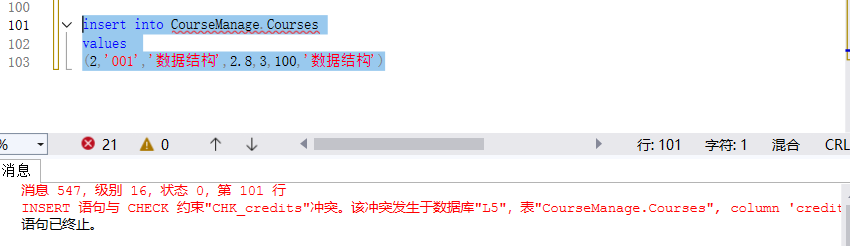 100
101 insert into CourseManage.Courses
102 values
103 (2,'001','数据结构',2.8,3,100,'数据结构')
% 21 0 行: 101 字符: 1 混合 CRL
消息
消息 547, 级别 16, 状态 0, 第 101 行
INSERT 语句与 CHECK 约束"CHK_credits"冲突。该冲突发生于数据库"L5", 表"CourseManage.Courses", column 'credit
语句已终止。